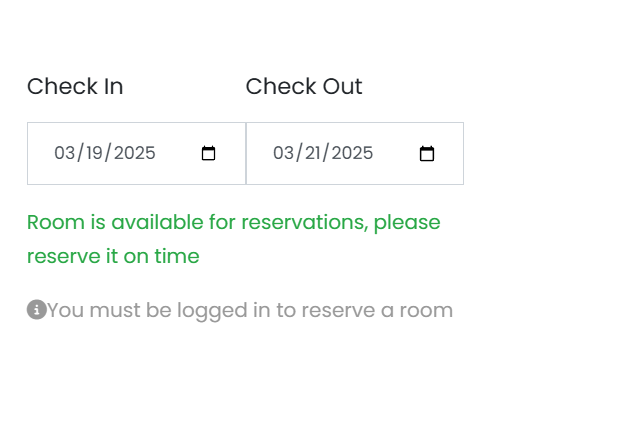 Check In Check Out
03/19/2025 03/21/2025
Room is available for reservations, please
reserve it on time
You must be logged in to reserve a room